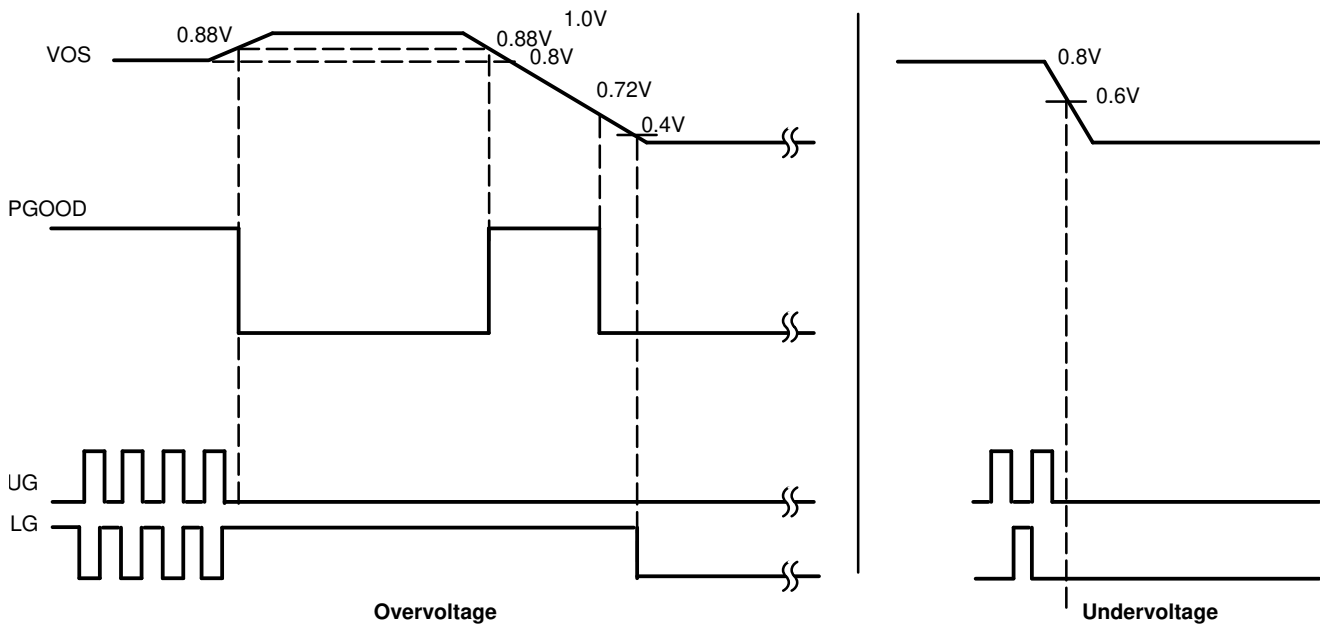 1.0V
0.88V
0.88V
VOS
0.8V
0.72V
0.4V
PGOOD
UG
LG
Overvoltage
0.8V
0.6V
Undervoltage